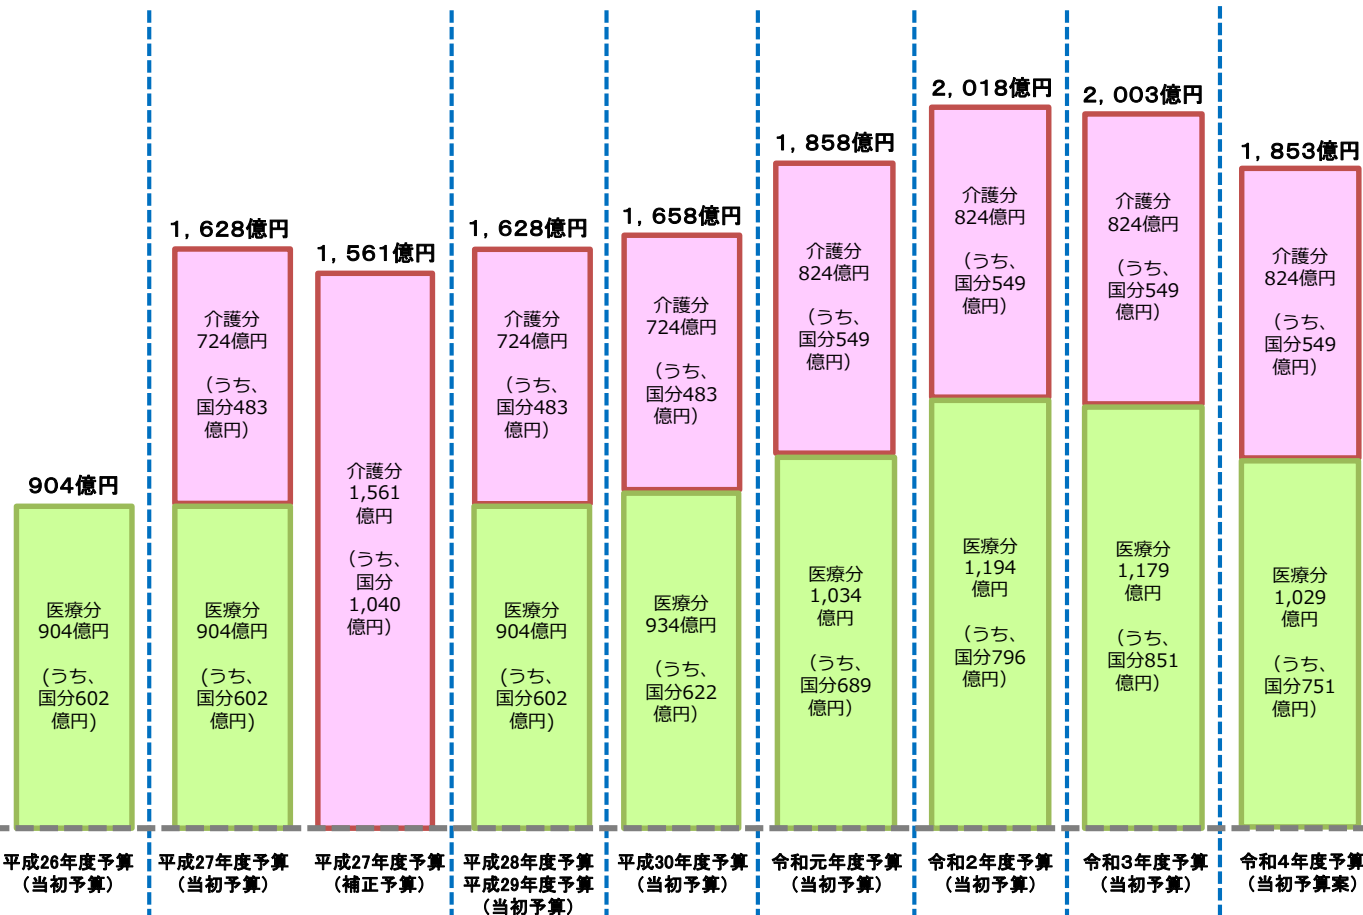 904億円
医療分
904億円
(うち、
国分602
億円)
平成26年度予算
（当初予算）
1，628億円
介護分
724億円
（うち、
国分483
億円）
医療分
904億円
(うち、
国分602
億円)
平成27年度予算
（当初予算）
1，561億円
介護分
1,561
億円
（うち、
国分
1,040
億円）
平成27年度予算
（補正予算）
1，628億円
介護分
724億円
（うち、
国分483
億円）
医療分
904億円
(うち、
国分602
億円)
平成28年度予算
平成29年度予算
（当初予算）
1，658億円
介護分
724億円
（うち、
国分483
億円）
医療分
934億円
（うち、
国分622
億円）
平成30年度予算
（当初予算）
1，858億円
介護分
824億円
（うち、
国分549
億円）
医療分
1,034
億円
（うち、
国分689
億円）
令和元年度予算
（当初予算）
2，018億円
介護分
824億円
（うち、
国分549
億円）
医療分
1,194
億円
（うち、
国分796
億円）
令和2年度予算
（当初予算）
2，003億円
介護分
824億円
（うち、
国分549
億円）
医療分
1,179
億円
（うち、
国分851
億円）
令和3年度予算
（当初予算）
1，853億円
介護分
824億円
（うち、
国分549
億円）
医療分
1,029
億円
（うち、
国分751
億円）
令和4年度予算
（当初予算案）